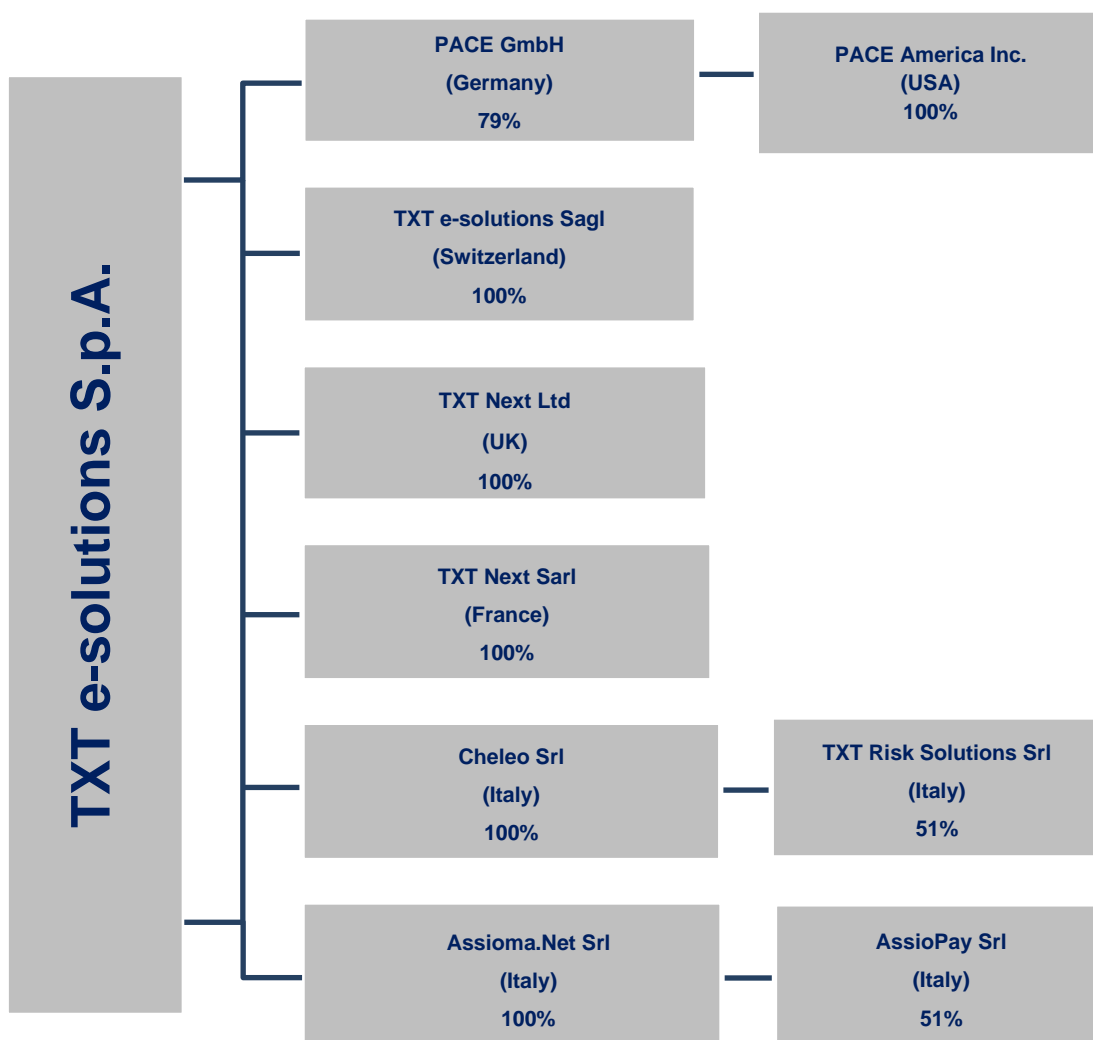 TXT e-solutions S.p.A.
PACE GmbH
(Germany)
79%
PACE America Inc.
(USA)
100%
TXT e-solutions Sagl
(Switzerland)
100%
TXT Next Ltd
(UK)
100%
TXT Next Sarl
(France)
100%
Cheleo Srl
(Italy)
100%
TXT Risk Solutions Srl
(Italy)
51%
Assioma.Net Srl
(Italy)
100%
AssioPay Srl
(Italy)
51%